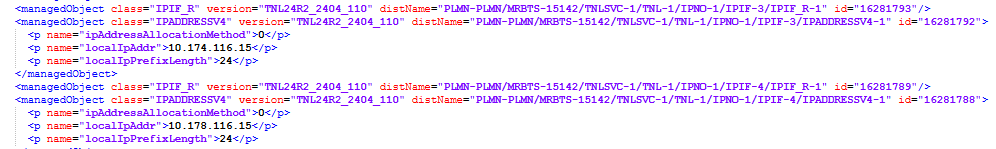 <managedObject class="IPIF_R" version="TNL24R2_2404_110" distName="PLMN-PLMN/MRBTS-15142/TNLSVC-1/TNL-1/IPNO-1/IPIF-3/IPIF_R-1" id="16281793"/>
<managedObject class="IPADDRESSV4" version="TNL24R2_2404_110" distName="PLMN-PLMN/MRBTS-15142/TNLSVC-1/TNL-1/IPNO-1/IPIF-3/IPADDRESSV4-1" id="16281792">
<p name="ipAddressAllocationMethod">0</p>
<p name="localIpAddr">10.174.116.15</p>
<p name="localIpPrefixLength">24</p>
</managedObject>
<managedObject class="IPIF_R" version="TNL24R2_2404_110" distName="PLMN-PLMN/MRBTS-15142/TNLSVC-1/TNL-1/IPNO-1/IPIF-4/IPIF_R-1" id="16281789"/>
<managedObject class="IPADDRESSV4" version="TNL24R2_2404_110" distName="PLMN-PLMN/MRBTS-15142/TNLSVC-1/TNL-1/IPNO-1/IPIF-4/IPADDRESSV4-1" id="16281788">
<p name="ipAddressAllocationMethod">0</p>
<p name="localIpAddr">10.178.116.15</p>
<p name="localIpPrefixLength">24</p>